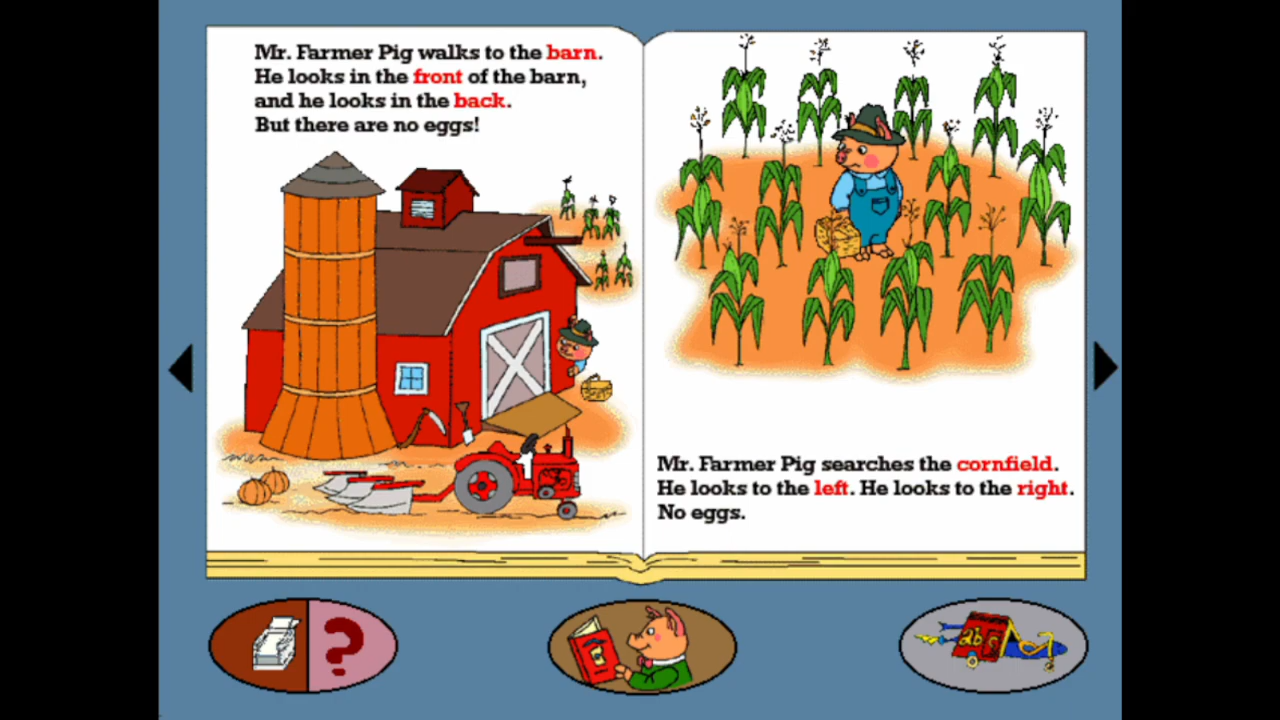 Mr. Farmer Pig walks to the barn.
He looks in the front of the barn,
and he looks in the back.
But there are no eggs!
Mr. Farmer Pig searches the cornfield.
He looks to the left. He looks to the right.
No eggs.
?
abc